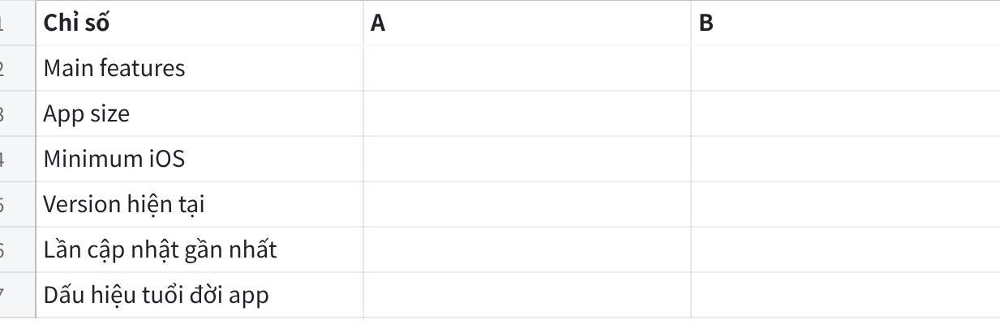 1 Chỉ số A B
2 Main features
3 App size
4 Minimum iOS
5 Version hiện tại
6 Lần cập nhật gần nhất
7 Dấu hiệu tuổi đời app